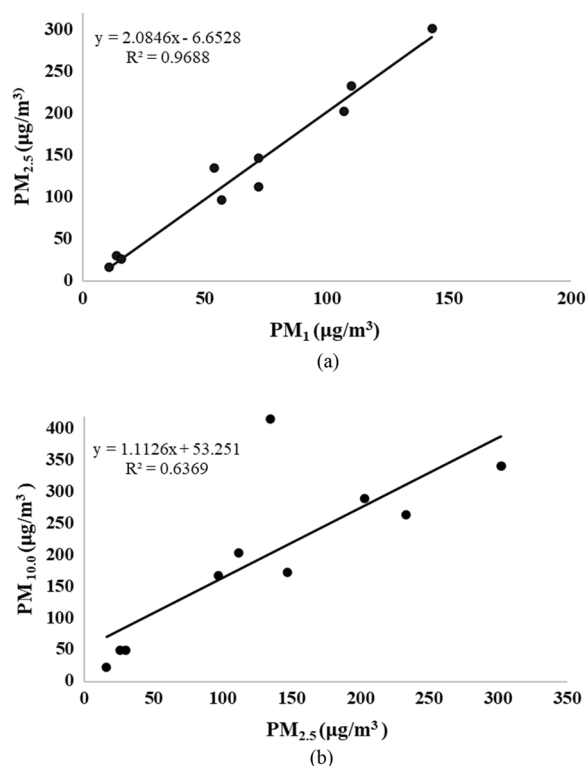 y = 2.0846x - 6.6528
R² = 0.9688
300
250
200
150
100
50
0
PM2.5 (µg/m³)
0 50 100 150 200
PM1 (µg/m³)
(a)
y = 1.1126x + 53.251
R² = 0.6369
400
350
300
250
200
150
100
50
0
PM10.0 (µg/m³)
0 50 100 150 200 250 300 350
PM2.5 (µg/m³)
(b)